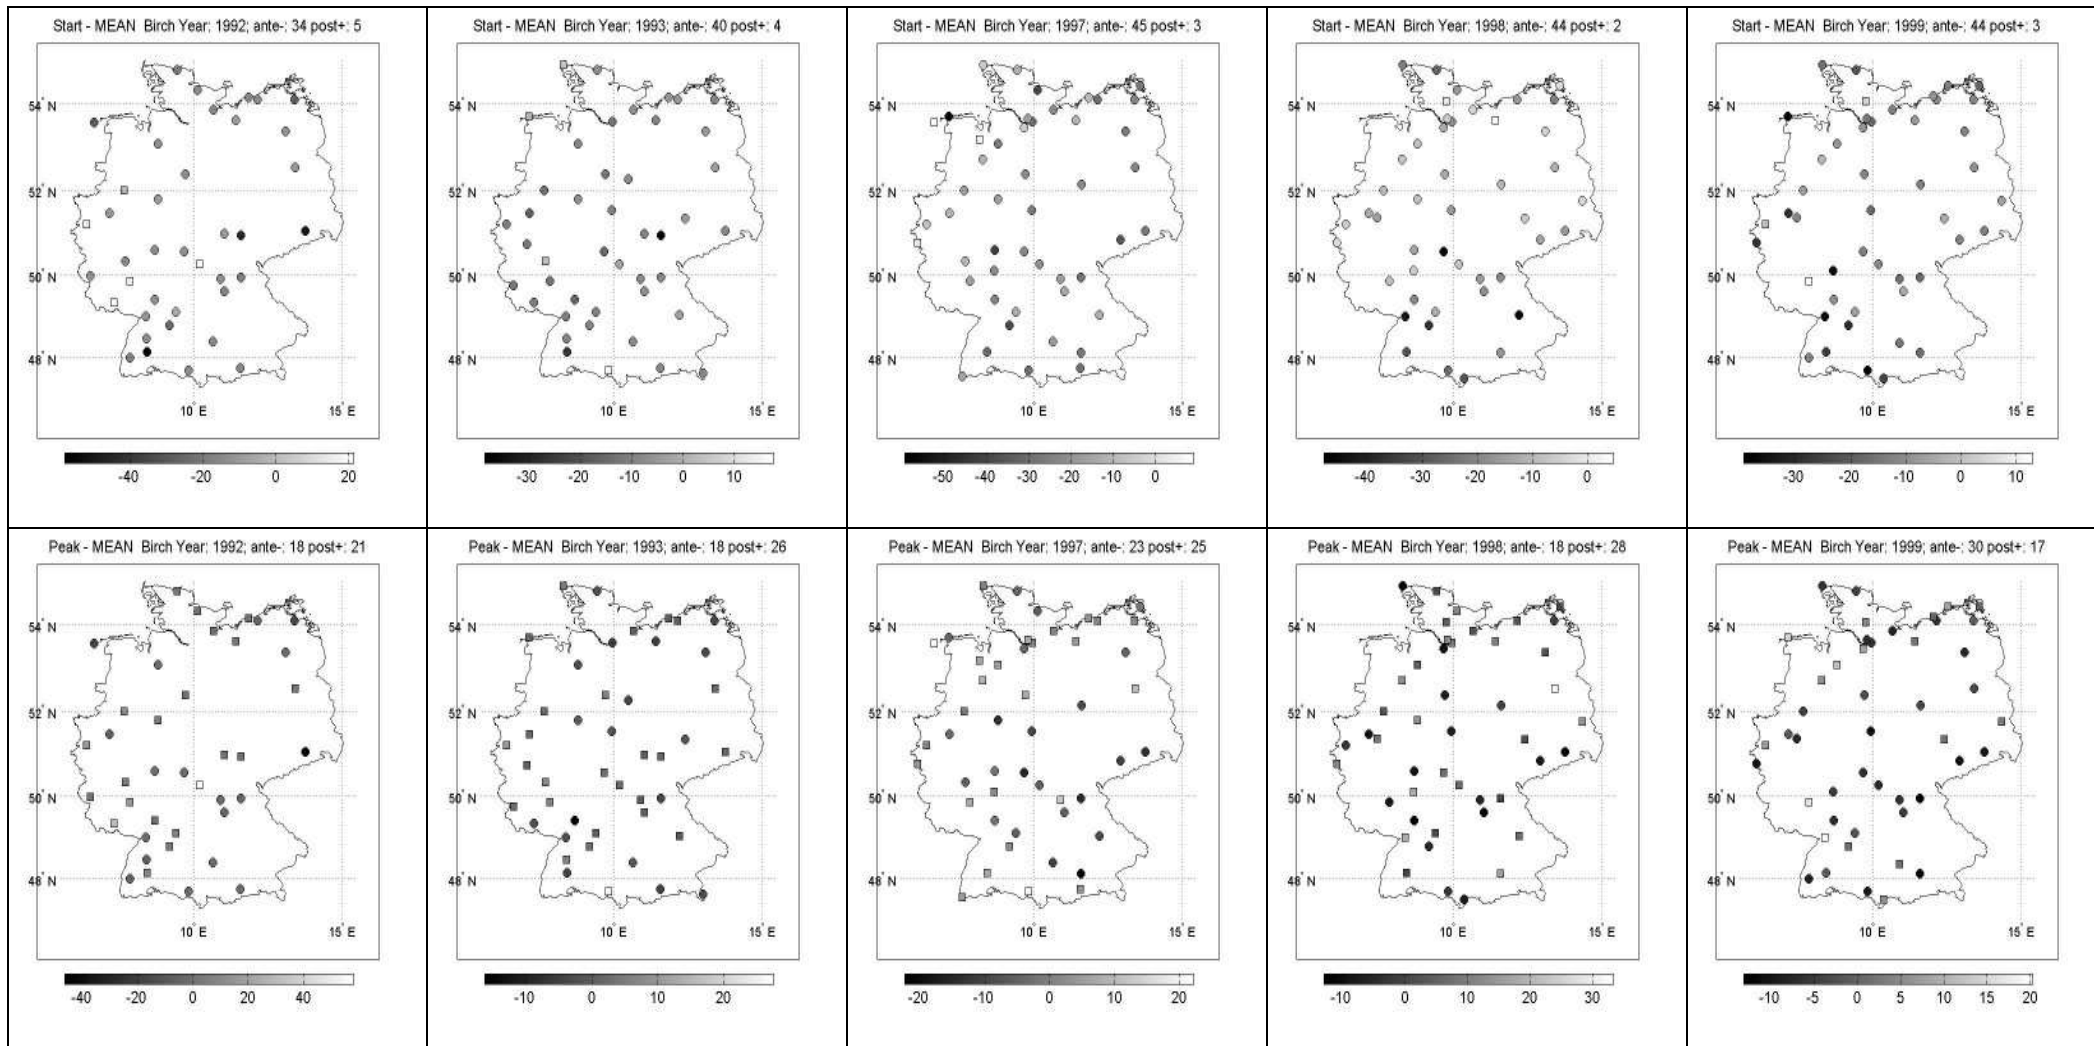 Start - MEAN Birch Year: 1992; ante-: 34 post+: 5
54° N
52° N
50° N
48° N
10° E 15° E
-40 -20 0 20
Start - MEAN Birch Year: 1993; ante-: 40 post+: 4
54° N
52° N
50° N
48° N
10° E 15° E
-30 -20 -10 0 10
Start - MEAN Birch Year: 1997; ante-: 45 post+: 3
54° N
52° N
50° N
48° N
10° E 15° E
-50 -40 -30 -20 -10 0
Start - MEAN Birch Year: 1998; ante-: 44 post+: 2
54° N
52° N
50° N
48° N
10° E 15° E
-40 -30 -20 -10 0
Start - MEAN Birch Year: 1999; ante-: 44 post+: 3
54° N
52° N
50° N
48° N
10° E 15° E
-30 -20 -10 0 10
Peak - MEAN Birch Year: 1992; ante-: 18 post+: 21
54° N
52° N
50° N
48° N
10° E 15° E
-40 -20 0 20 40
Peak - MEAN Birch Year: 1993; ante-: 18 post+: 26
54° N
52° N
50° N
48° N
10° E 15° E
-10 0 10 20
Peak - MEAN Birch Year: 1997; ante-: 23 post+: 25
54° N
52° N
50° N
48° N
10° E 15° E
-20 -10 0 10 20
Peak - MEAN Birch Year: 1998; ante-: 18 post+: 28
54° N
52° N
50° N
48° N
10° E 15° E
-10 0 10 20 30
Peak - MEAN Birch Year: 1999; ante-: 30 post+: 17
54° N
52° N
50° N
48° N
10° E 15° E
-10 -5 0 5 10 15 20